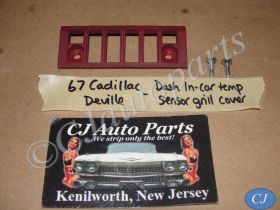 67 Cadillac Dash In-car temp
Deville Sensor grill cover
CJ Auto Parts
We strip only the best!
Kenilworth, New Jersey
CJautoparts
CJ